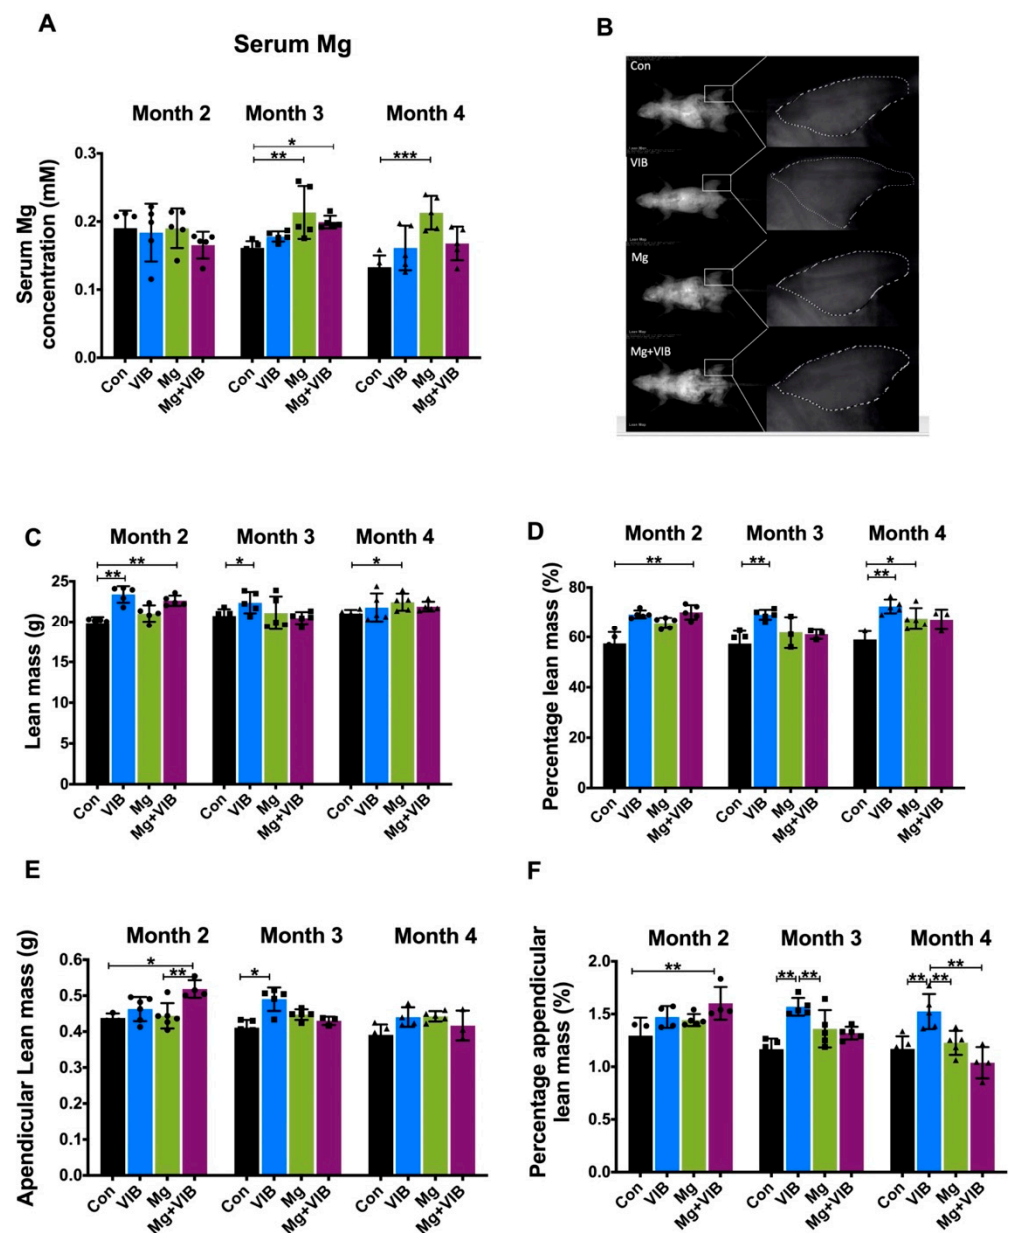 A
Serum Mg
Month 2 Month 3 Month 4
* ** ***
Serum Mg
concentration (mM)
0.3
0.2
0.1
0.0
Con VIB Mg Mg+VIB Con VIB Mg Mg+VIB Con VIB Mg Mg+VIB
B
Con
VIB
Mg
Mg+VIB
C
Month 2 Month 3 Month 4
** ** * *
Lean mass (g)
25
20
15
10
5
0
Con VIB Mg Mg+VIB Con VIB Mg Mg+VIB Con VIB Mg Mg+VIB
D
Month 2 Month 3 Month 4
** ** * **
Percentage lean mass (%)
80
60
40
20
0
Con VIB Mg Mg+VIB Con VIB Mg Mg+VIB Con VIB Mg Mg+VIB
E
Month 2 Month 3 Month 4
* ** *
Apendicular Lean mass (g)
0.6
0.5
0.4
0.3
0.2
0.1
0.0
Con VIB Mg Mg+VIB Con VIB Mg Mg+VIB Con VIB Mg Mg+VIB
F
Month 2 Month 3 Month 4
** ** ** ** ** **
Percentage appendicular
lean mass (%)
2.0
1.5
1.0
0.5
0.0
Con VIB Mg Mg+VIB Con VIB Mg Mg+VIB Con VIB Mg Mg+VIB